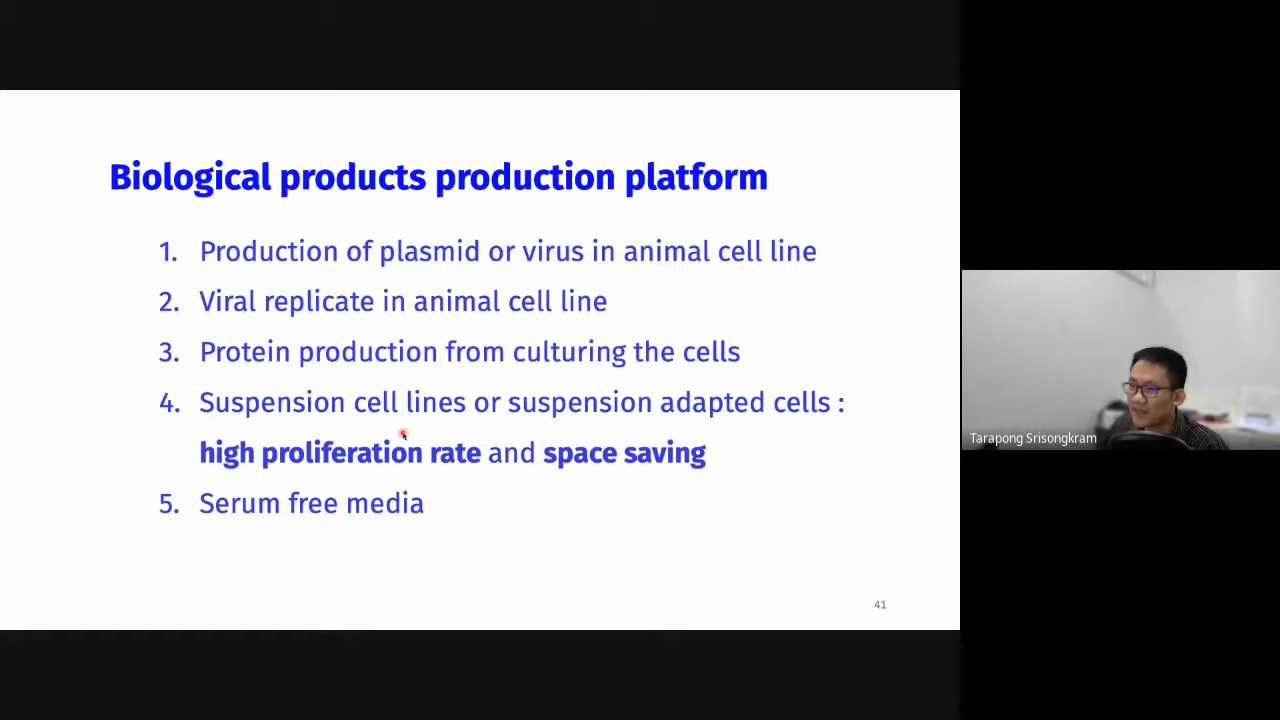 Biological products production platform
1. Production of plasmid or virus in animal cell line
2. Viral replicate in animal cell line
3. Protein production from culturing the cells
4. Suspension cell lines or suspension adapted cells :
high proliferation rate and space saving
5. Serum free media
41
Tarapong Srisongkram